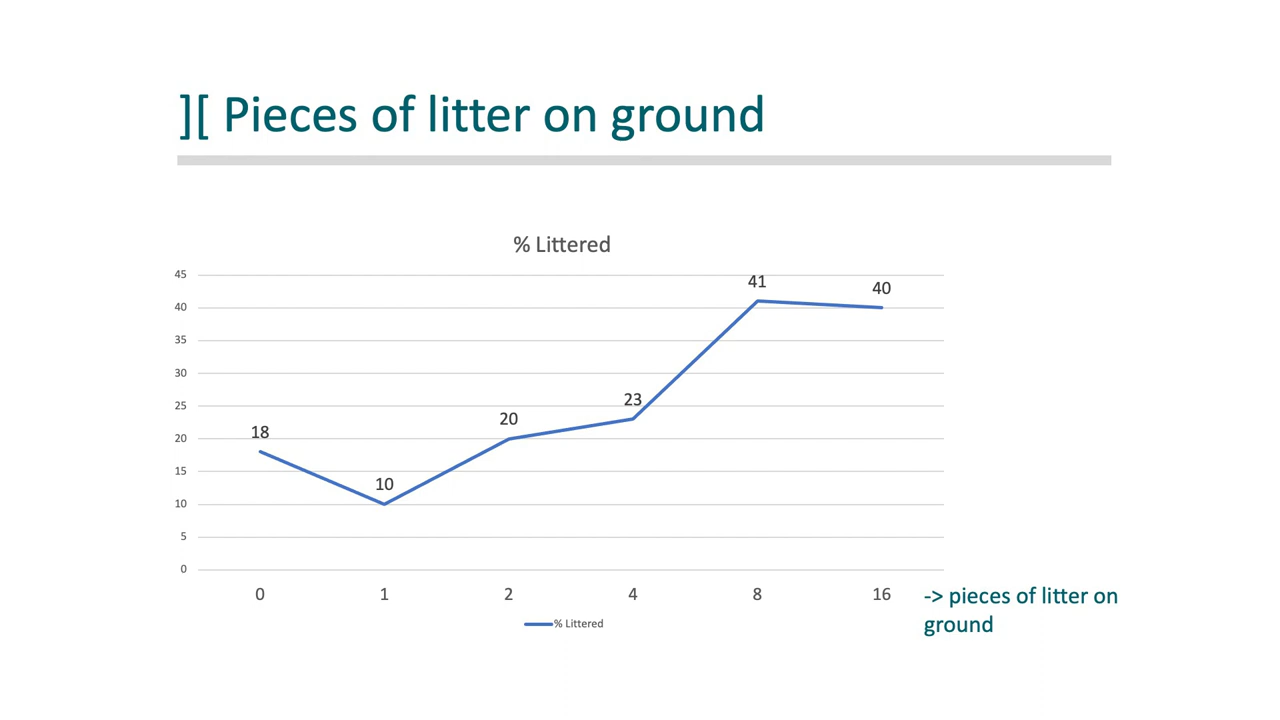 ][ Pieces of litter on ground
% Littered
45
41
40
40
35
30
25
23
20
20
18
15
10
10
5
0
0 1 2 4 8 16
-> pieces of litter on
ground
% Littered